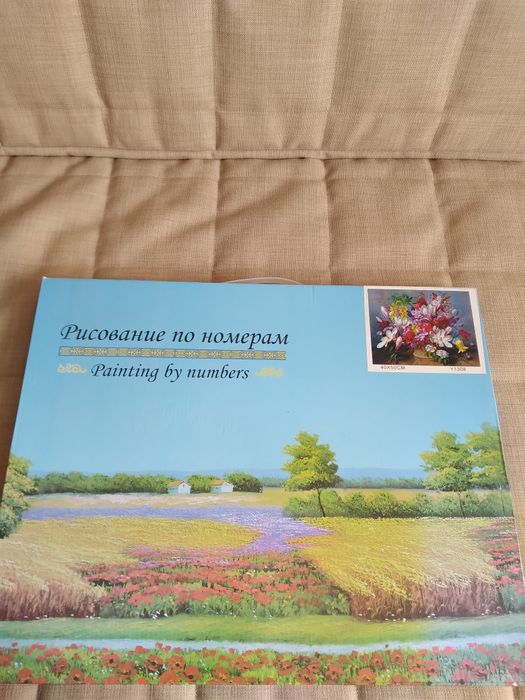 Рисование по номерам
Painting by numbers
40X50CM Y1308